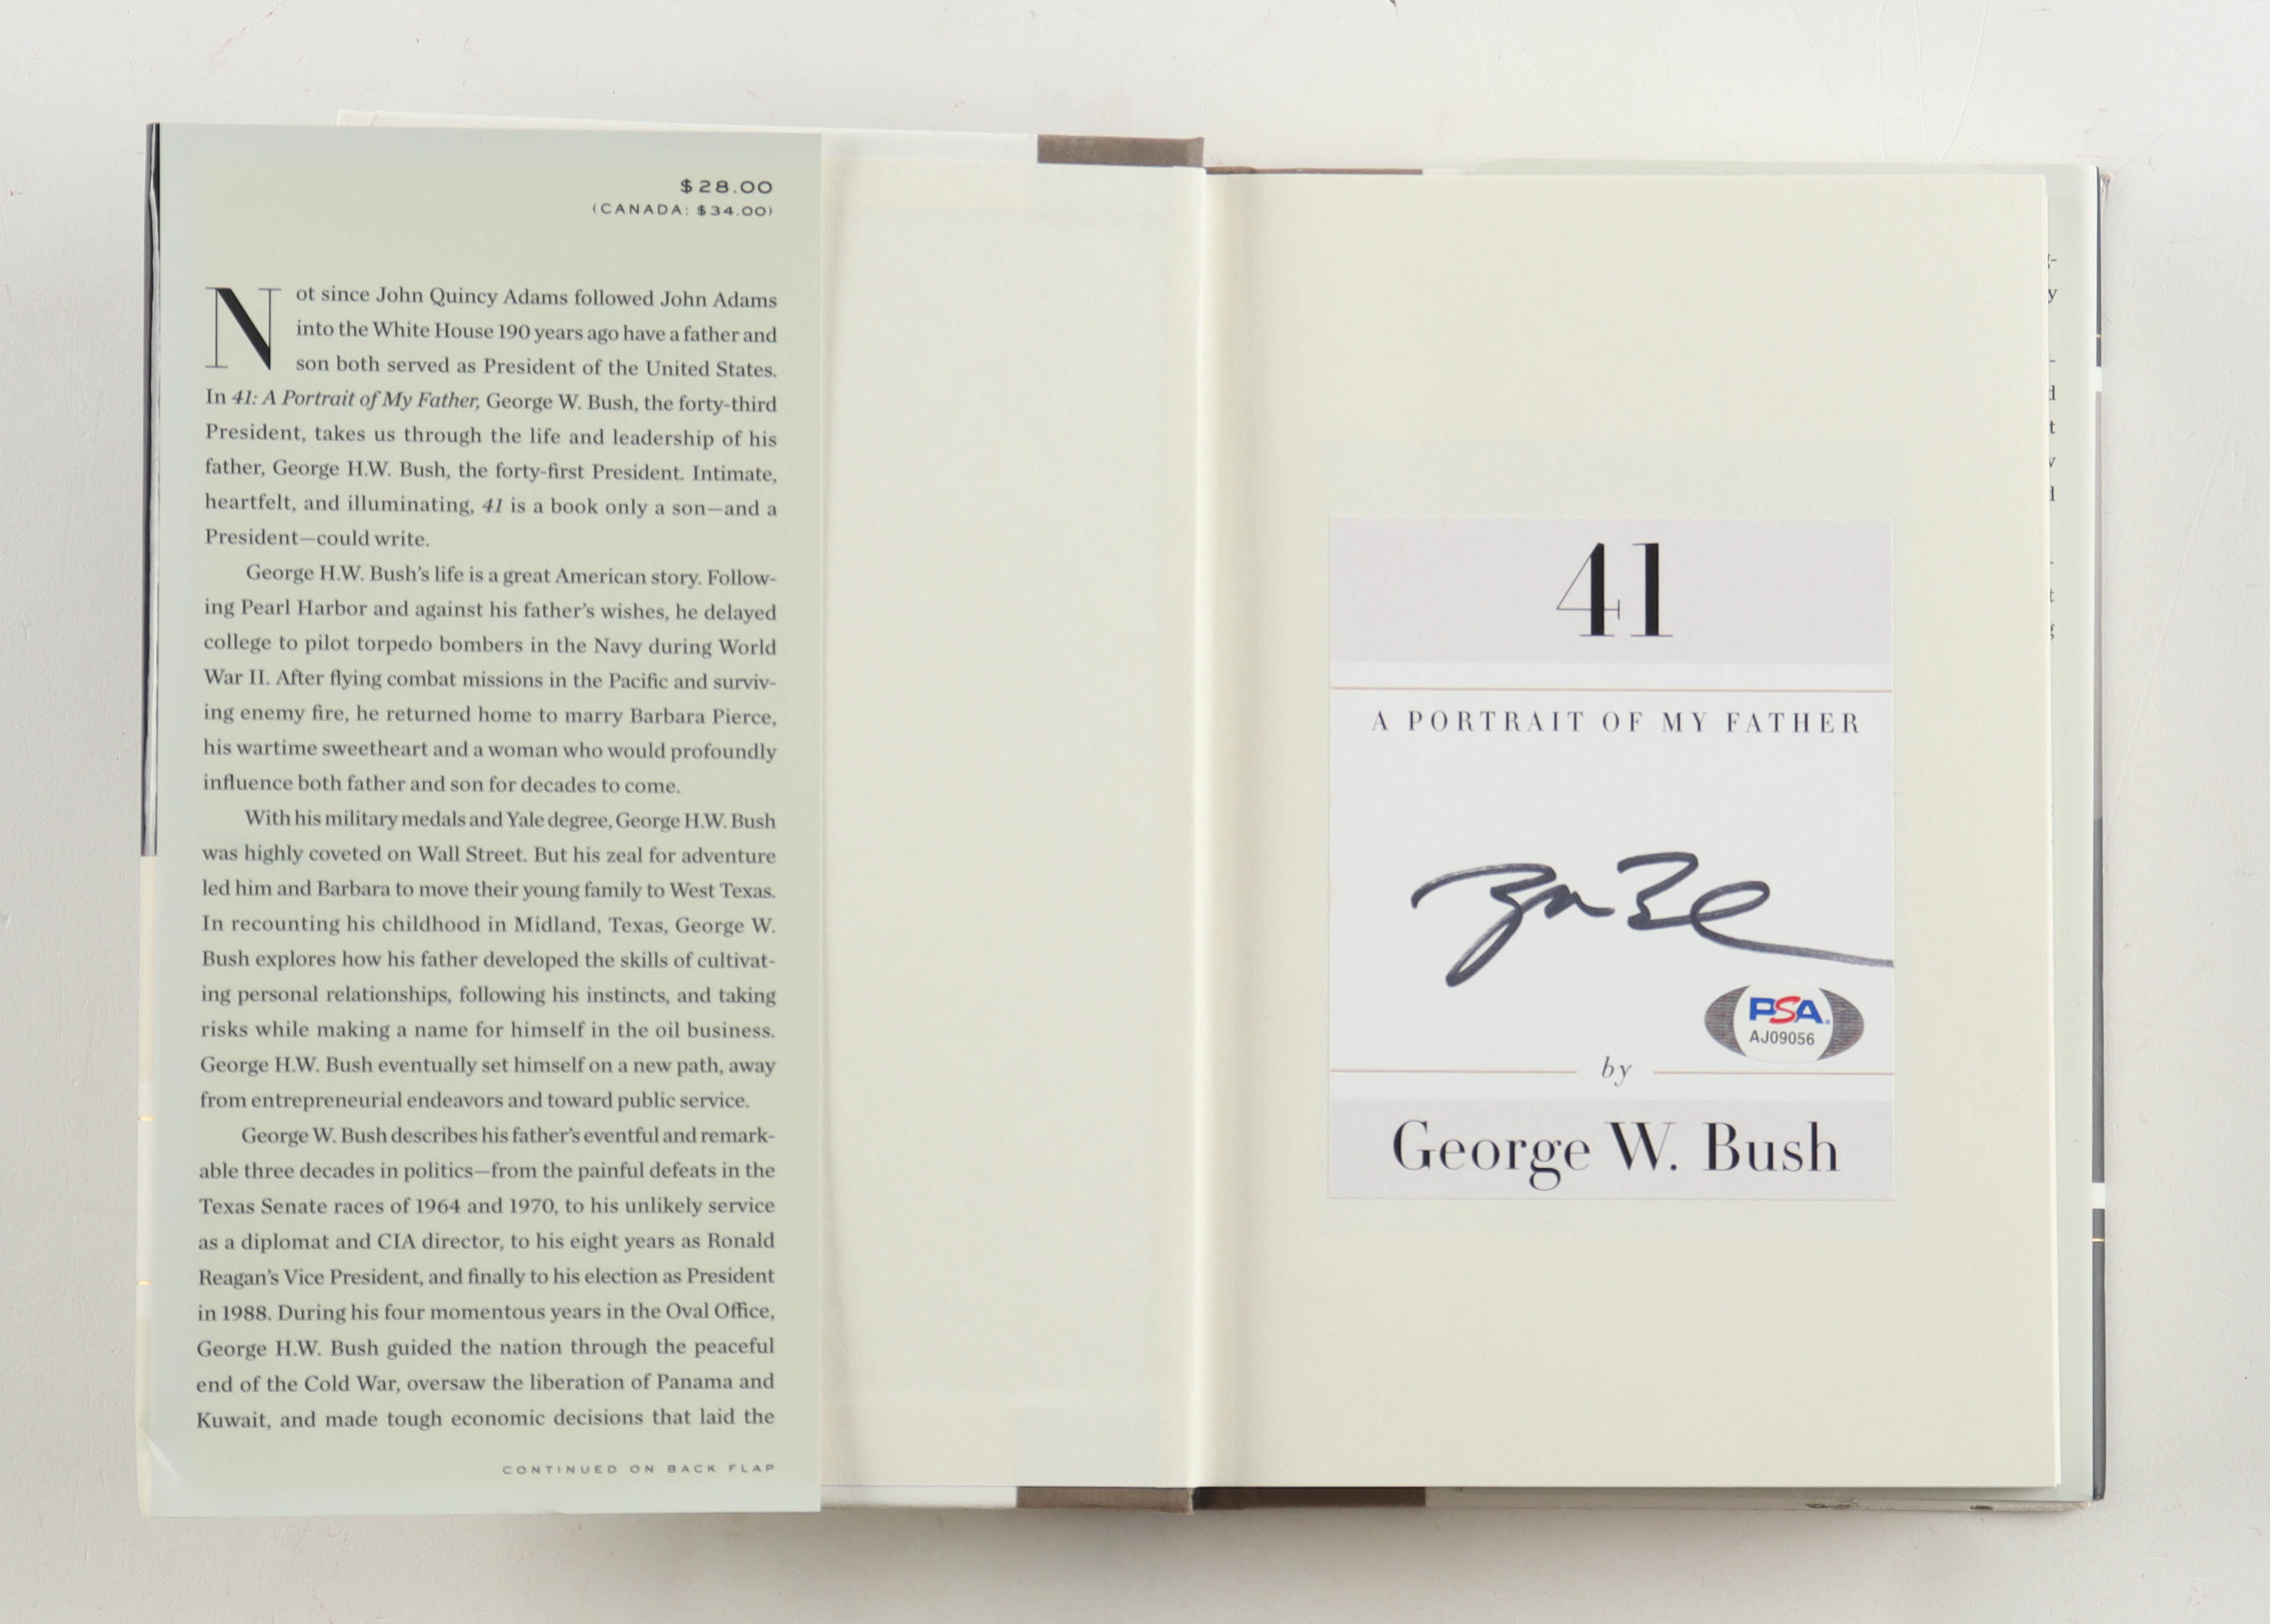 $28.00
(CANADA: $34.00)
Not since John Quincy Adams followed John Adams
into the White House 190 years ago have a father and
son both served as President of the United States.
In 41: A Portrait of My Father, George W. Bush, the forty-third
President, takes us through the life and leadership of his
father, George H.W. Bush, the forty-first President. Intimate,
heartfelt, and illuminating, 41 is a book only a son—and a
President—could write.
George H.W. Bush's life is a great American story. Follow-
ing Pearl Harbor and against his father's wishes, he delayed
college to pilot torpedo bombers in the Navy during World
War II. After flying combat missions in the Pacific and surviv-
ing enemy fire, he returned home to marry Barbara Pierce,
his wartime sweetheart and a woman who would profoundly
influence both father and son for decades to come.
With his military medals and Yale degree, George H.W. Bush
was highly coveted on Wall Street. But his zeal for adventure
led him and Barbara to move their young family to West Texas.
In recounting his childhood in Midland, Texas, George W.
Bush explores how his father developed the skills of cultivat-
ing personal relationships, following his instincts, and taking
risks while making a name for himself in the oil business.
George H.W. Bush eventually set himself on a new path, away
from entrepreneurial endeavors and toward public service.
George W. Bush describes his father's eventful and remark-
able three decades in politics—from the painful defeats in the
Texas Senate races of 1964 and 1970, to his unlikely service
as a diplomat and CIA director, to his eight years as Ronald
Reagan's Vice President, and finally to his election as President
in 1988. During his four momentous years in the Oval Office,
George H.W. Bush guided the nation through the peaceful
end of the Cold War, oversaw the liberation of Panama and
Kuwait, and made tough economic decisions that laid the
CONTINUED ON BACK FLAP
41
A PORTRAIT OF MY FATHER
PSA
AJ09056
by
George W. Bush